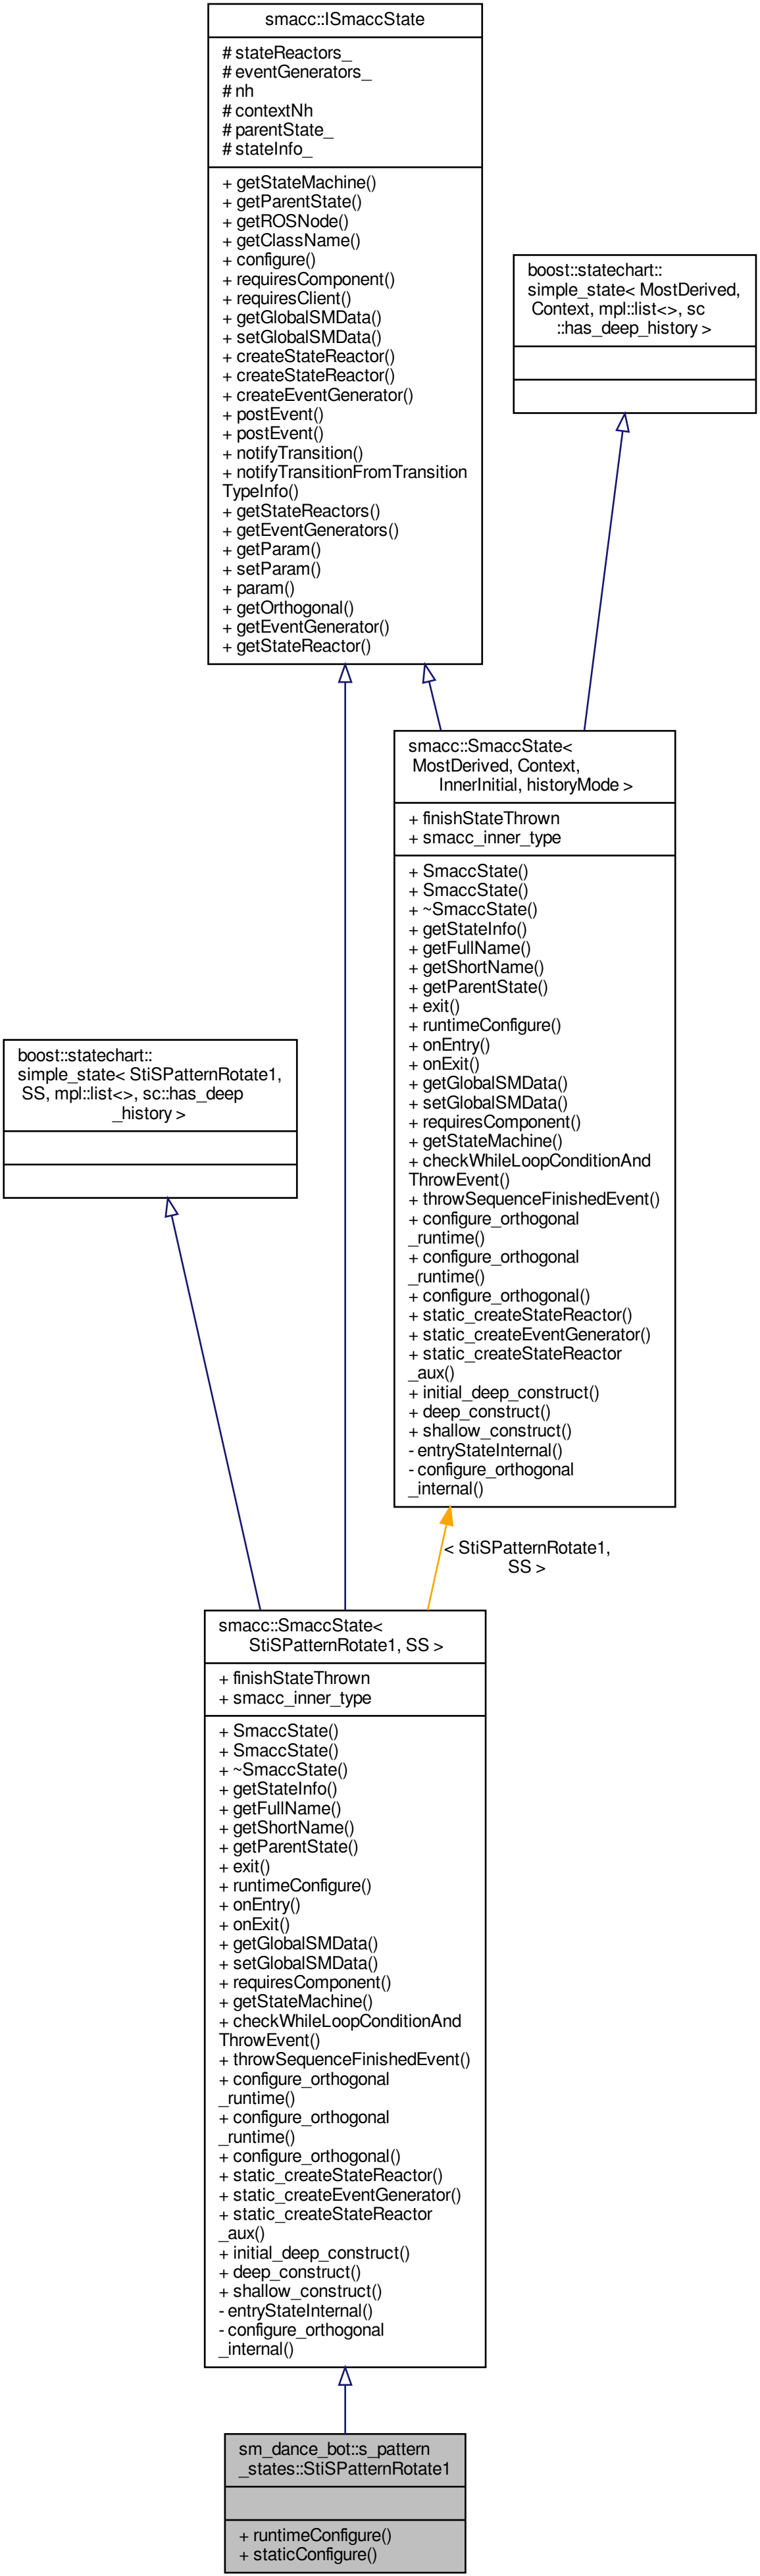 smacc::ISmaccState
# stateReactors_
# eventGenerators_
# nh
# contextNh
# parentState_
# stateInfo_
+ getStateMachine()
+ getParentState()
+ getROSNode()
+ getClassName()
+ configure()
+ requiresComponent()
+ requiresClient()
+ getGlobalSMData()
+ setGlobalSMData()
+ createStateReactor()
+ createStateReactor()
+ createEventGenerator()
+ postEvent()
+ postEvent()
+ notifyTransition()
+ notifyTransitionFromTransition
TypeInfo()
+ getStateReactors()
+ getEventGenerators()
+ getParam()
+ setParam()
+ param()
+ getOrthogonal()
+ getEventGenerator()
+ getStateReactor()
boost::statechart::
simple_state< MostDerived,
Context, mpl::list<>, sc
::has_deep_history >
smacc::SmaccState<
MostDerived, Context,
InnerInitial, historyMode >
+ finishStateThrown
+ smacc_inner_type
+ SmaccState()
+ SmaccState()
+ ~SmaccState()
+ getStateInfo()
+ getFullName()
+ getShortName()
+ getParentState()
+ exit()
+ runtimeConfigure()
+ onEntry()
+ onExit()
+ getGlobalSMData()
+ setGlobalSMData()
+ requiresComponent()
+ getStateMachine()
+ checkWhileLoopConditionAnd
ThrowEvent()
+ throwSequenceFinishedEvent()
+ configure_orthogonal
_runtime()
+ configure_orthogonal
_runtime()
+ configure_orthogonal()
+ static_createStateReactor()
+ static_createEventGenerator()
+ static_createStateReactor
_aux()
+ initial_deep_construct()
+ deep_construct()
+ shallow_construct()
- entryStateInternal()
- configure_orthogonal
_internal()
boost::statechart::
simple_state< StiSPatternRotate1,
SS, mpl::list<>, sc::has_deep
_history >
< StiSPatternRotate1,
SS >
smacc::SmaccState<
StiSPatternRotate1, SS >
+ finishStateThrown
+ smacc_inner_type
+ SmaccState()
+ SmaccState()
+ ~SmaccState()
+ getStateInfo()
+ getFullName()
+ getShortName()
+ getParentState()
+ exit()
+ runtimeConfigure()
+ onEntry()
+ onExit()
+ getGlobalSMData()
+ setGlobalSMData()
+ requiresComponent()
+ getStateMachine()
+ checkWhileLoopConditionAnd
ThrowEvent()
+ throwSequenceFinishedEvent()
+ configure_orthogonal
_runtime()
+ configure_orthogonal
_runtime()
+ configure_orthogonal()
+ static_createStateReactor()
+ static_createEventGenerator()
+ static_createStateReactor
_aux()
+ initial_deep_construct()
+ deep_construct()
+ shallow_construct()
- entryStateInternal()
- configure_orthogonal
_internal()
sm_dance_bot::s_pattern
_states::StiSPatternRotate1
+ runtimeConfigure()
+ staticConfigure()